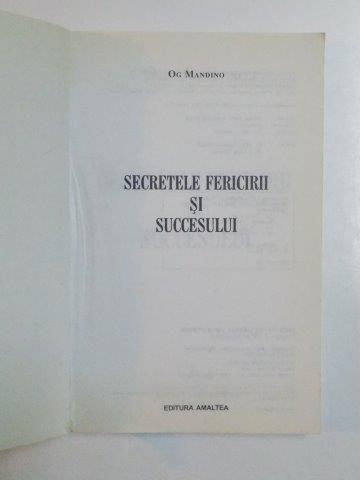 OG MANDINO
SECRETELE FERICIRII
ŞI
SUCCESULUI
EDITURA AMALTEA